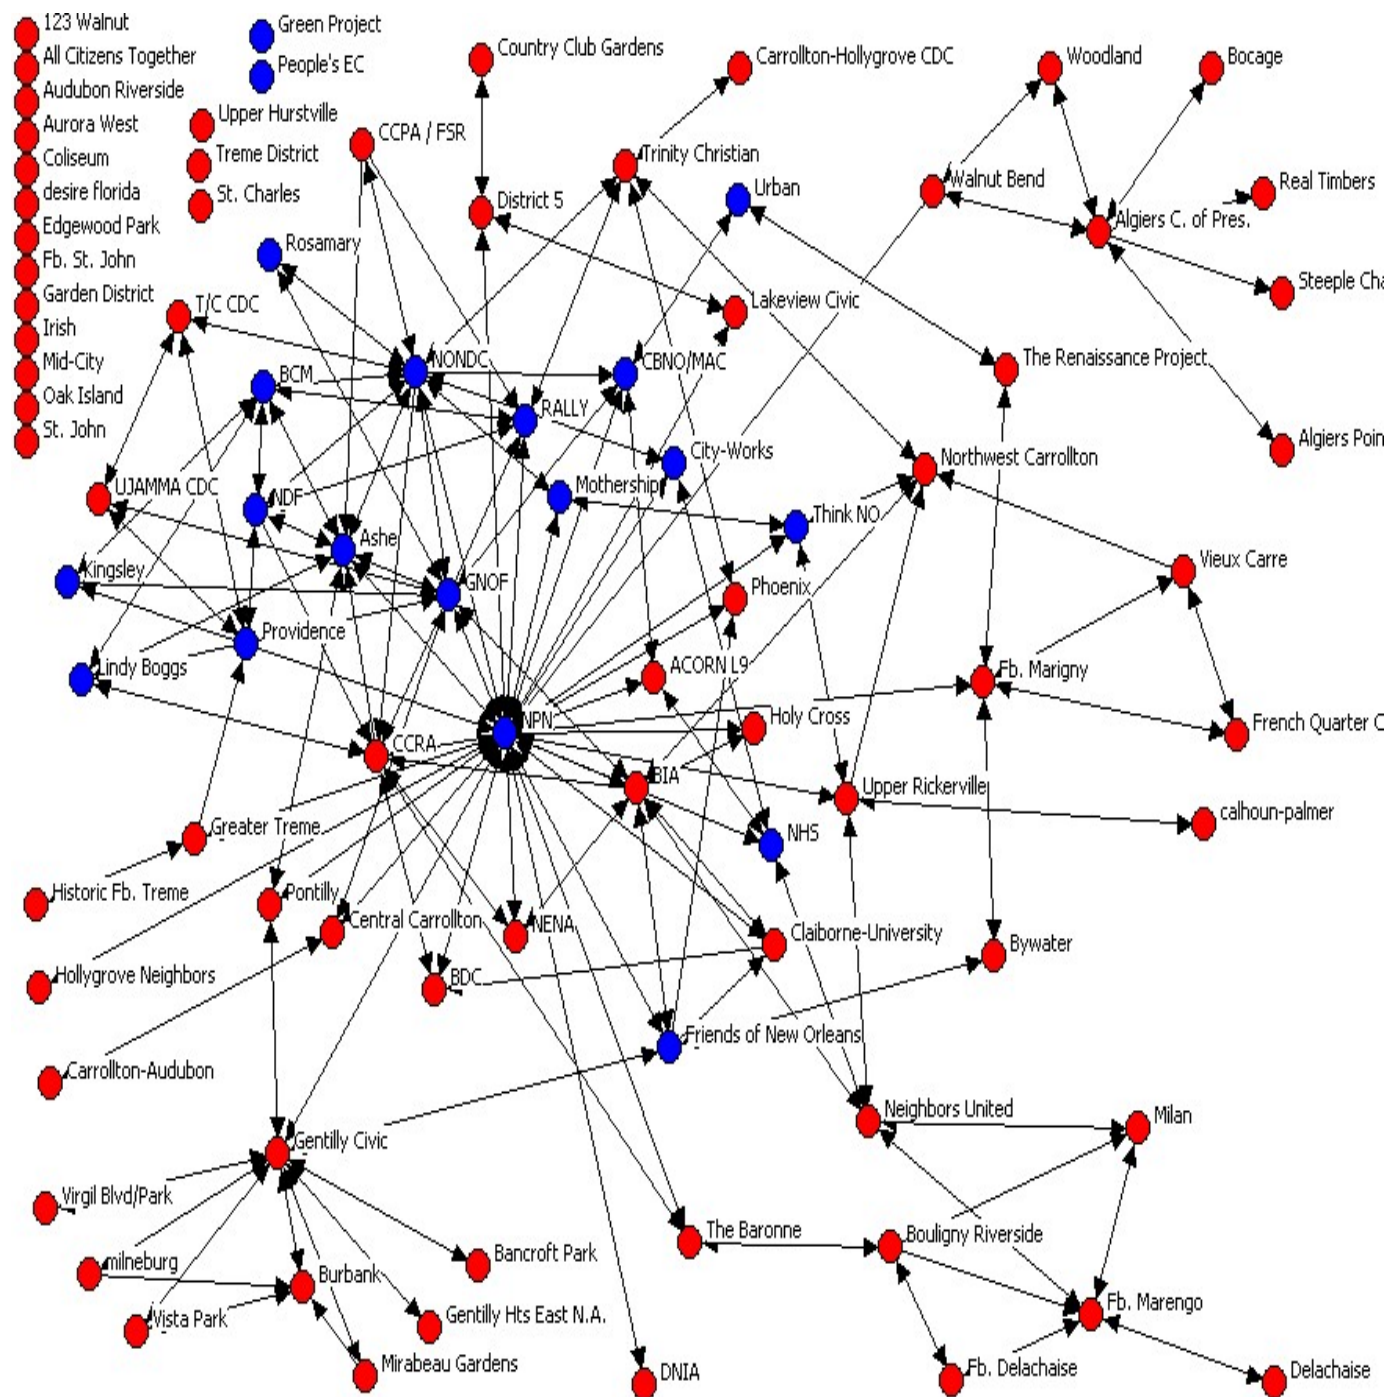 123 Walnut
All Citizens Together
Audubon Riverside
Aurora West
Coliseum
desire florida
Edgewood Park
Fb. St. John
Garden District
Irish
Mid-City
Oak Island
St. John
Green Project
People's EC
Upper Hurstville
Treme District
St. Charles
Country Club Gardens
Carrollton-Hollygrove CDC
Woodland
Bocage
CCPA / FSR
Trinity Christian
Urban
Walnut Bend
Real Timbers
District 5
Algiers C. of Pres.
Rosamary
Steeple Cha
T/C CDC
Lakeview Civic
NONDC
CBNO/MAC
The Renaissance Project
BCM
RALLY
Algiers Poin
City-Works
Northwest Carrollton
UJAMMA CDC
Mothership
NDF
Think NO
Ashe
Vieux Carre
Kingsley
GNOF
Phoenix
Providence
Lindy Boggs
ACORN L9
Fb. Marigny
NPN
Holy Cross
French Quarter C
CCRA
BIA
Upper Rickerville
calhoun-palmer
Greater Treme
NHS
Historic Fb. Treme
Pontilly
Central Carrollton
NENA
Claiborne-University
Bywater
Hollygrove Neighbors
BDC
Friends of New Orleans
Carrollton-Audubon
Neighbors United
Milan
Gentilly Civic
Virgil Blvd/Park
The Baronne
Bouligny Riverside
milneburg
Bancroft Park
Burbank
Vista Park
Gentilly Hts East N.A.
Fb. Marengo
Mirabeau Gardens
DNIA
Fb. Delachaise
Delachaise